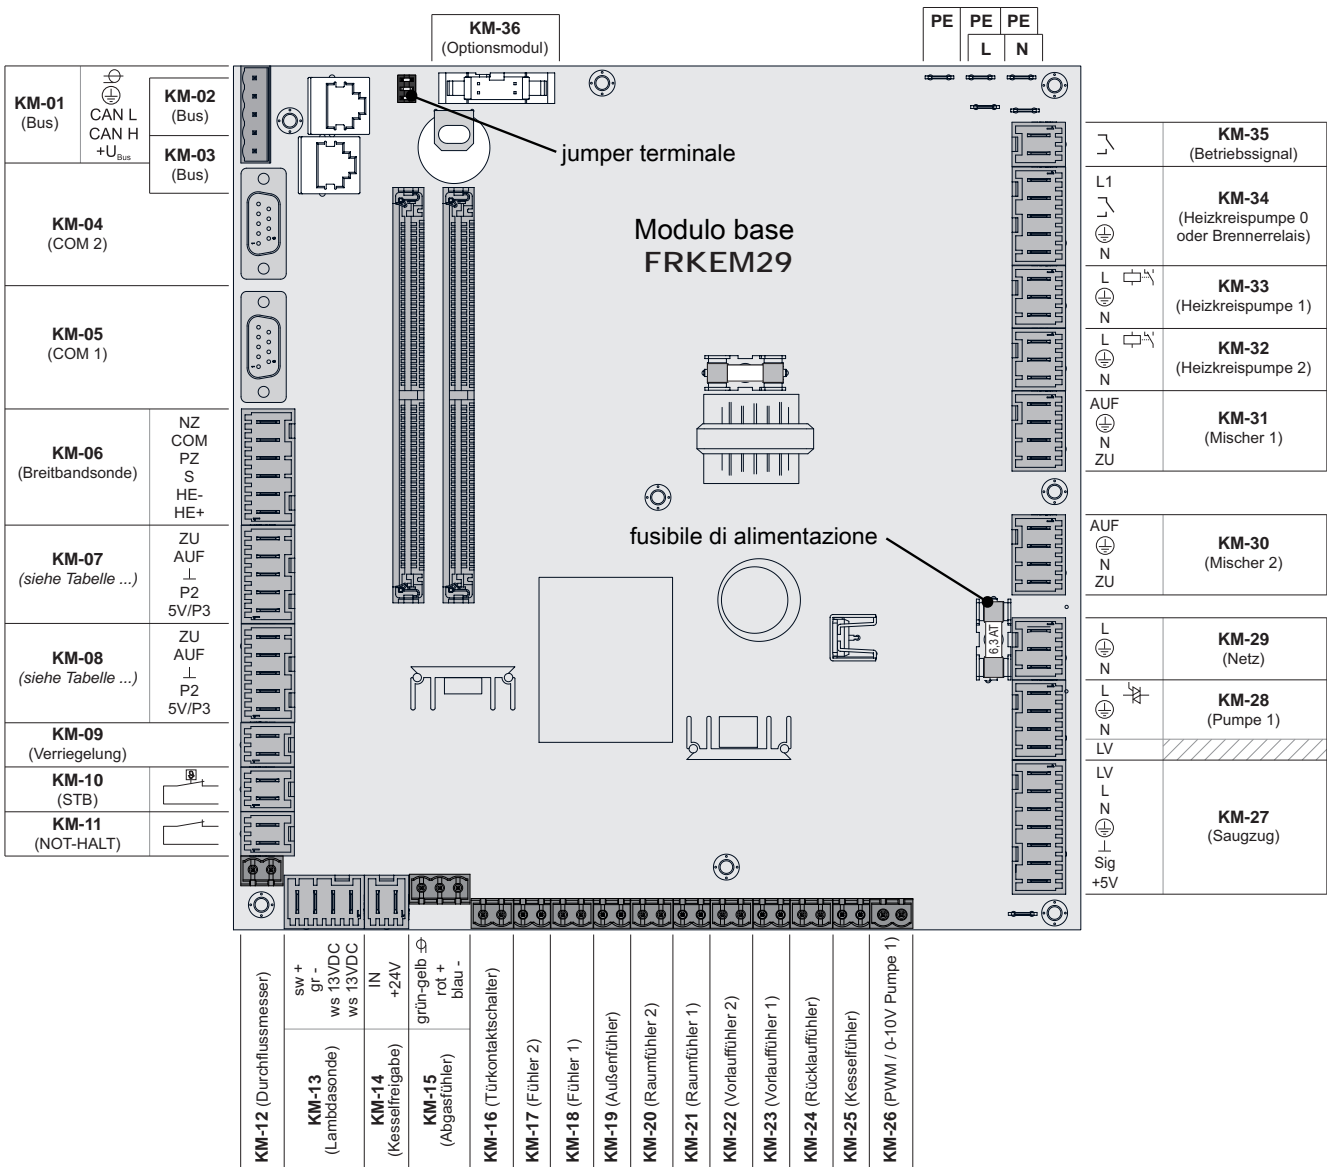 KM-36
(Optionsmodul)
PE PE PE
L N
KM-01
(Bus)
CAN L
CAN H
+UBus
KM-02
(Bus)
KM-03
(Bus)
KM-04
(COM 2)
KM-05
(COM 1)
KM-06
(Breitbandsonde)
NZ
COM
PZ
S
HE-
HE+
KM-07
(siehe Tabelle ...)
ZU
AUF
P2
5V/P3
KM-08
(siehe Tabelle ...)
ZU
AUF
P2
5V/P3
KM-09
(Verriegelung)
KM-10
(STB)
KM-11
(NOT-HALT)
jumper terminale
Modulo base
FRKEM29
fusibile di alimentazione
6,3 AT
KM-35
(Betriebssignal)
L1
N
KM-34
(Heizkreispumpe 0
oder Brennerrelais)
L
N
KM-33
(Heizkreispumpe 1)
L
N
KM-32
(Heizkreispumpe 2)
AUF
N
ZU
KM-31
(Mischer 1)
AUF
N
ZU
KM-30
(Mischer 2)
L
N
KM-29
(Netz)
L
N
LV
KM-28
(Pumpe 1)
LV
L
N
Sig
+5V
KM-27
(Saugzug)
KM-12 (Durchflussmesser)
sw +
gr -
ws 13VDC
ws 13VDC
KM-13
(Lambdasonde)
IN
+24V
KM-14
(Kesselfreigabe)
grün-gelb
rot +
blau -
KM-15
(Abgasfühler)
KM-16 (Türkontaktschalter)
KM-17 (Fühler 2)
KM-18 (Fühler 1)
KM-19 (Außenfühler)
KM-20 (Raumfühler 2)
KM-21 (Raumfühler 1)
KM-22 (Vorlauffühler 2)
KM-23 (Vorlauffühler 1)
KM-24 (Rücklauffühler)
KM-25 (Kesselfühler)
KM-26 (PWM / 0-10V Pumpe 1)